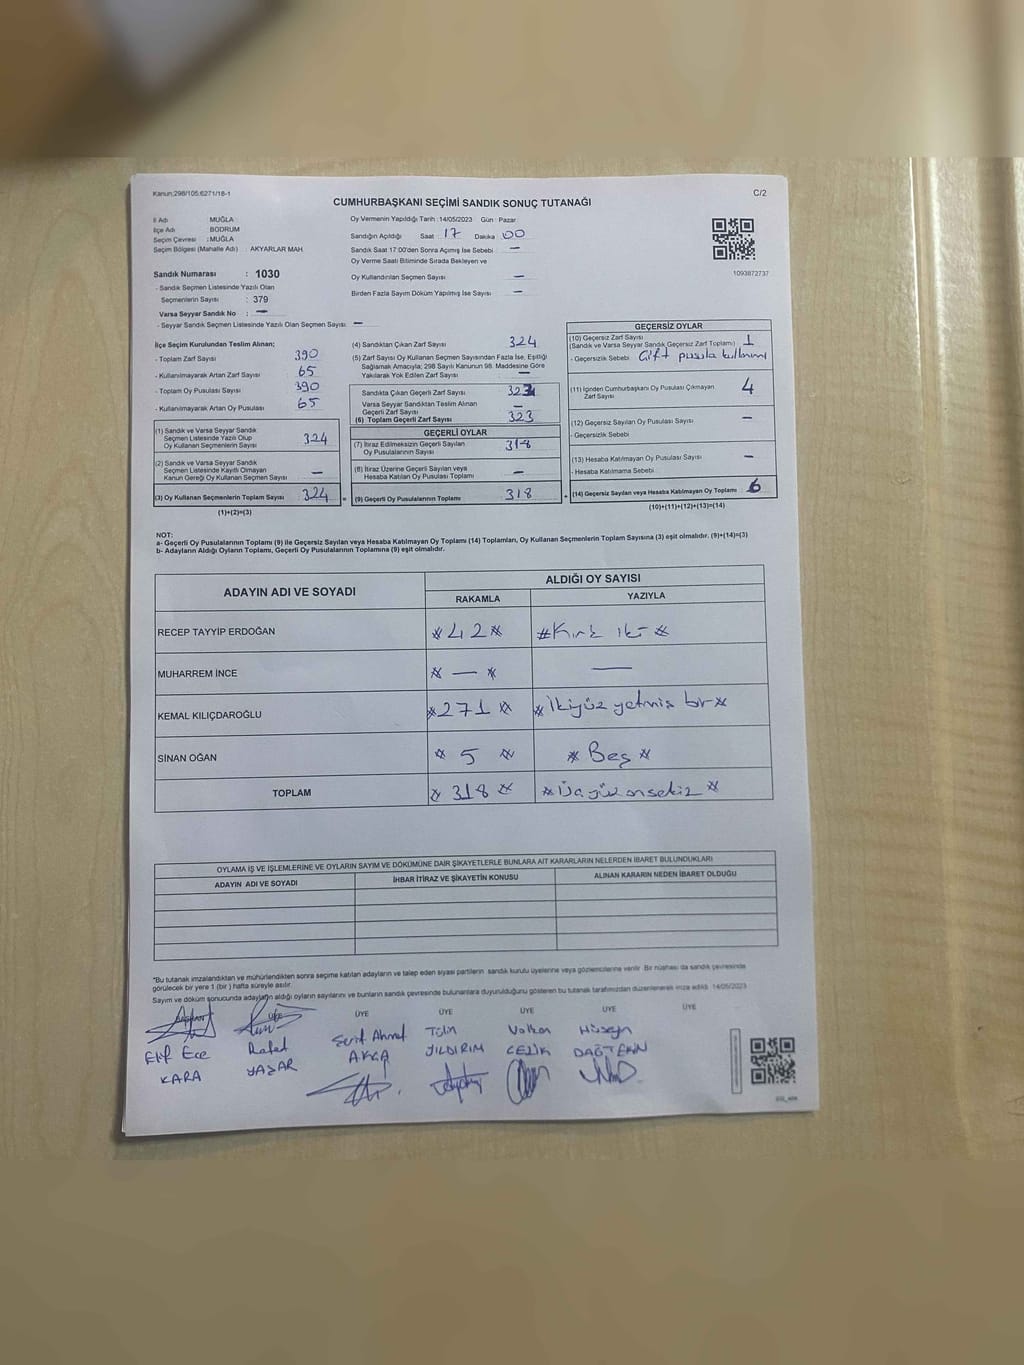 Kanun:298/105;6271/18-1
C/2
CUMHURBAŞKANI SEÇİMİ SANDIK SONUÇ TUTANAĞI
İl Adı : MUĞLA
İlçe Adı : BODRUM
Seçim Çevresi : MUĞLA
Seçim Bölgesi (Mahalle Adı) : AKYARLAR MAH.
Sandık Numarası : 1030
- Sandık Seçmen Listesinde Yazılı Olan
Seçmenlerin Sayısı : 379
Varsa Seyyar Sandık No : —
- Seyyar Sandık Seçmen Listesinde Yazılı Olan Seçmen Sayısı: —
Oy Vermenin Yapıldığı Tarih :14/05/2023 Gün : Pazar
Sandığın Açıldığı Saat : 17 Dakika : 00
Sandık Saat 17:00'den Sonra Açılmış İse Sebebi —
Oy Verme Saati Bitiminde Sırada Bekleyen ve
Oy Kullandırılan Seçmen Sayısı —
Birden Fazla Sayım Döküm Yapılmış İse Sayısı —
1093872737
İlçe Seçim Kurulundan Teslim Alınan;
- Toplam Zarf Sayısı 390
- Kullanılmayarak Artan Zarf Sayısı 65
- Toplam Oy Pusulası 390
- Kullanılmayarak Artan Oy Pusulası 65
(1) Sandık ve Varsa Seyyar Sandık
Seçmen Listesinde Yazılı Olup
Oy Kullanan Seçmenlerin Sayısı 324
(2) Sandık ve Varsa Seyyar Sandık
Seçmen Listesinde Kayıtlı Olmayan
Kanun Gereği Oy Kullanan Seçmen Sayısı —
(3) Oy Kullanan Seçmenlerin Toplam Sayısı 324 =
(1)+(2)=(3)
(4) Sandıktan Çıkan Zarf Sayısı 324
(5) Zarf Sayısı Oy Kullanan Seçmen Sayısından Fazla İse, Eşitliği
Sağlamak Amacıyla; 298 Sayılı Kanunun 98. Maddesine Göre
Yakılarak Yok Edilen Zarf Sayısı —
Sandıkta Çıkan Geçerli Zarf Sayısı 323
Varsa Seyyar Sandıktan Teslim Alınan
Geçerli Zarf Sayısı —
(6) Toplam Geçerli Zarf Sayısı 323
GEÇERLİ OYLAR
(7) İtiraz Edilmeksizin Geçerli Sayılan
Oy Pusulalarının Sayısı 318
(8) İtiraz Üzerine Geçerli Sayılan veya
Hesaba Katılan Oy Pusulası Toplamı —
(9) Geçerli Oy Pusulalarının Toplamı 318 +
GEÇERSİZ OYLAR
(10) Geçersiz Zarf Sayısı
(Sandık ve Varsa Seyyar Sandık Geçersiz Zarf Toplamı) 1
- Geçersizlik Sebebi Çift pusula kullanımı
(11) İçinden Cumhurbaşkanı Oy Pusulası Çıkmayan
Zarf Sayısı 4
(12) Geçersiz Sayılan Oy Pusulası Sayısı —
- Geçersizlik Sebebi
(13) Hesaba Katılmayan Oy Pusulası Sayısı —
- Hesaba Katılmama Sebebi
(14) Geçersiz Sayılan veya Hesaba Katılmayan Oy Toplamı 6
(10)+(11)+(12)+(13)=(14)
NOT:
a- Geçerli Oy Pusulalarının Toplamı (9) ile Geçersiz Sayılan veya Hesaba Katılmayan Oy Toplamı (14) Toplamları, Oy Kullanan Seçmenlerin Toplam Sayısına (3) eşit olmalıdır. (9)+(14)=(3)
b- Adayların Aldığı Oyların Toplamı, Geçerli Oy Pusulalarının Toplamına (9) eşit olmalıdır.
ADAYIN ADI VE SOYADI
ALDIĞI OY SAYISI
RAKAMLA YAZIYLA
RECEP TAYYİP ERDOĞAN *42* #Kırk iki*
MUHARREM İNCE * — * —
KEMAL KILIÇDAROĞLU *271* *İkiyüz yetmiş bir*
SİNAN OĞAN * 5 * *Beş*
TOPLAM *318* *Üçyüz onsekiz*
OYLAMA İŞ VE İŞLEMLERİNE VE OYLARIN SAYIM VE DÖKÜMÜNE DAİR ŞİKAYETLERLE BUNLARA AİT KARARLARIN NELERDEN İBARET BULUNDUKLARI
ADAYIN ADI VE SOYADI İHBAR İTİRAZ VE ŞİKAYETİN KONUSU ALINAN KARARIN NEDEN İBARET OLDUĞU
*Bu tutanak imzalandıktan ve mühürlendikten sonra seçime katılan adayların ve talep eden siyasi partilerin sandık kurulu üyelerine veya gözlemcilerine verilir. Bir nüshası da sandık çevresinde
görülecek bir yere 1 (bir) hafta süreyle asılır.
Sayım ve döküm sonucunda adayların aldığı oyların sayılarını ve bunların sandık çevresinde bulunanlara duyurulduğunu gösteren bu tutanak tarafımızdan düzenlenerek imza edildi. 14/05/2023
BAŞKAN ÜYE ÜYE ÜYE ÜYE ÜYE
Elif Ece Rafet Ahmet Tülin Volkan Hüseyin
KARA YAŞAR AKÇA YILDIRIM ÇELİK DAĞTEKİN